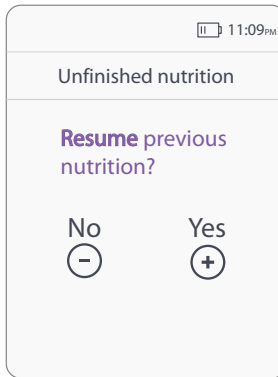 11:09PM
Unfinished nutrition
Resume previous
nutrition?
No Yes
- +